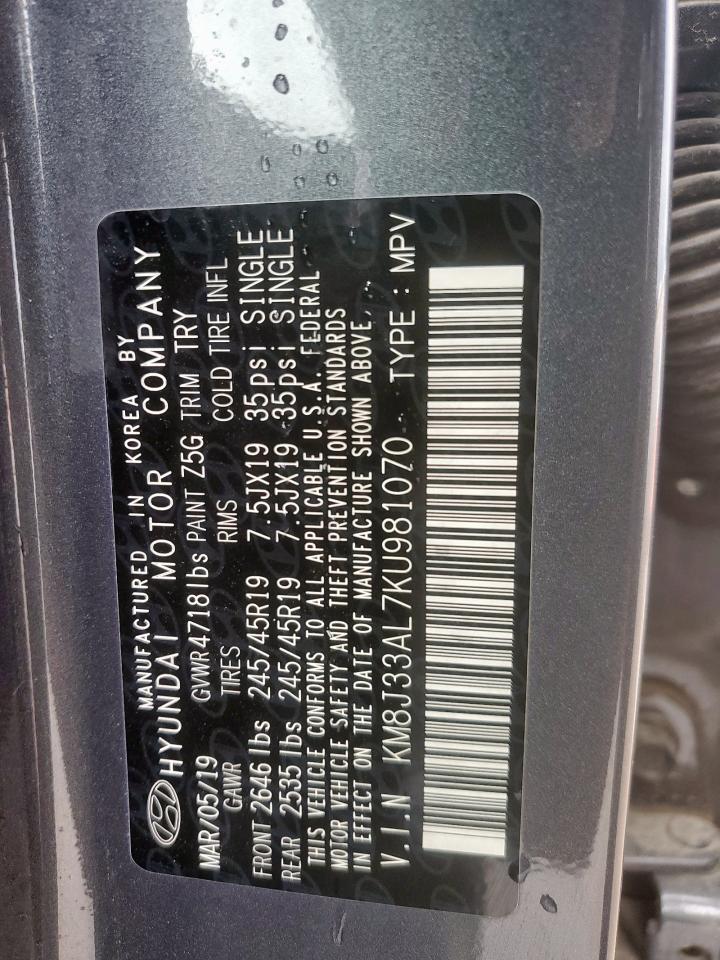 MANUFACTURED IN KOREA BY
HYUNDAI MOTOR COMPANY
MAR/05/19 GVWR4718lbs PAINT Z5G TRIM TRY
GAWR TIRES RIMS COLD TIRE INFL
FRONT 2646 lbs 245/45R19 7.5JX19 35psi SINGLE
REAR 2535 lbs 245/45R19 7.5JX19 35psi SINGLE
THIS VEHICLE CONFORMS TO ALL APPLICABLE U.S.A. FEDERAL
MOTOR VEHICLE SAFETY AND THEFT PREVENTION STANDARDS
IN EFFECT ON THE DATE OF MANUFACTURE SHOWN ABOVE.
V.I.N KM8J33AL7KU981070 TYPE : MPV